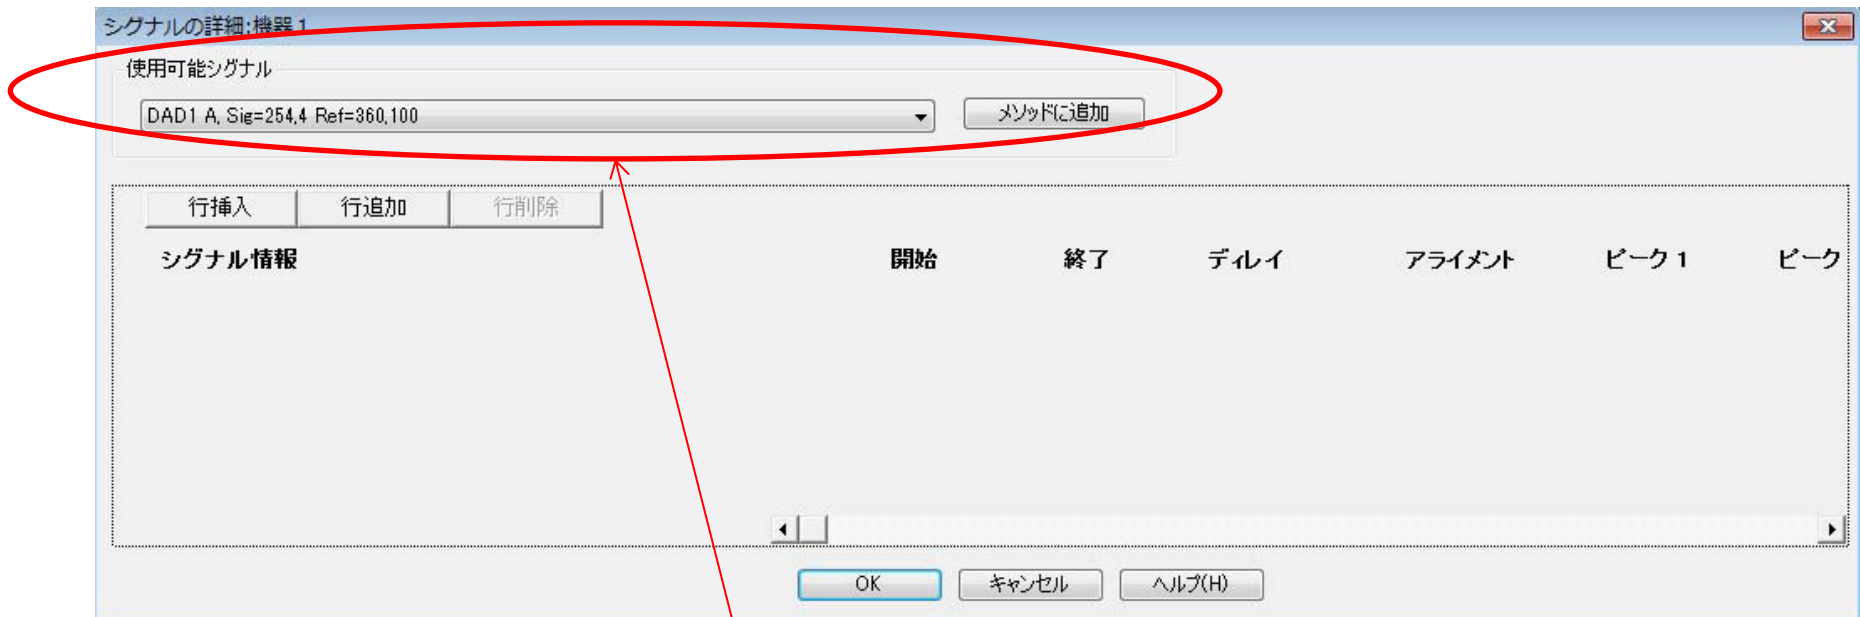 シグナルの詳細:機器 1
使用可能シグナル
DAD1 A, Sig=254,4 Ref=360,100
メソッドに追加
行挿入 行追加 行削除
シグナル情報 開始 終了 ディレイ アライメント ピーク 1 ピーク
OK キャンセル ヘルプ(H)